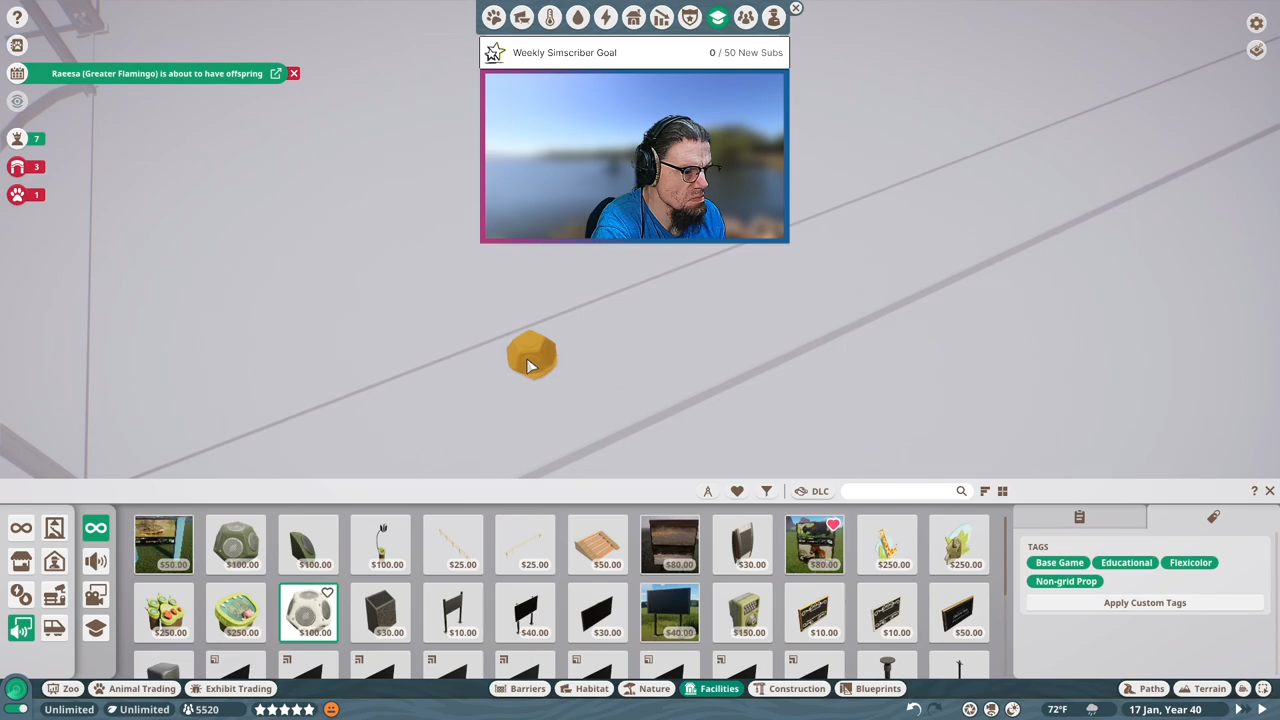 ?
Weekly Simscriber Goal 0 / 50 New Subs
Raeesa (Greater Flamingo) is about to have offspring
7
3
1
DLC
?
$50.00 $100.00 $100.00 $100.00 $25.00 $25.00 $50.00 $80.00 $30.00 $80.00 $250.00 $250.00
$250.00 $250.00 $100.00 $30.00 $10.00 $40.00 $30.00 $40.00 $150.00 $10.00 $10.00 $50.00
TAGS
Base Game Educational Flexicolor
Non-grid Prop
Apply Custom Tags
Zoo Animal Trading Exhibit Trading Barriers Habitat Nature Facilities Construction Blueprints Paths Terrain
Unlimited Unlimited 5520 72°F 17 Jan, Year 40